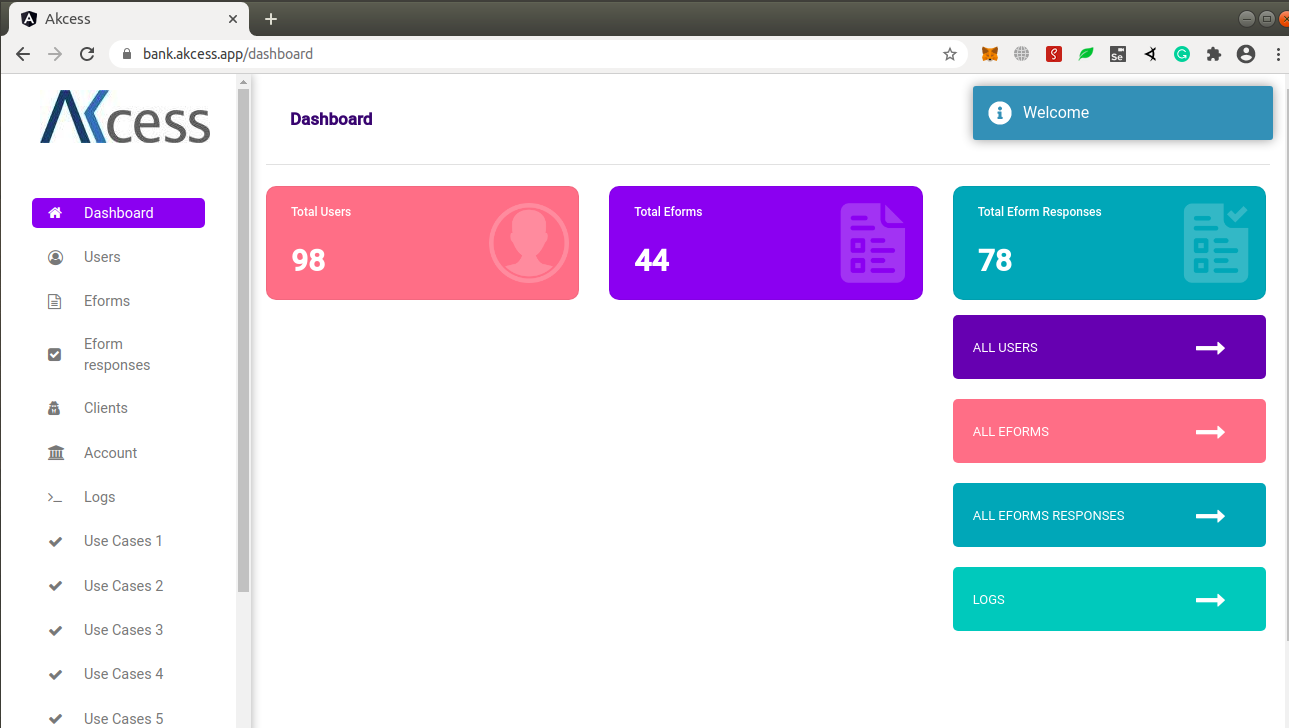 Akcess
bank.akcess.app/dashboard
Se
AKcess
Dashboard
Users
Eforms
Eform
responses
Clients
Account
Logs
Use Cases 1
Use Cases 2
Use Cases 3
Use Cases 4
Use Cases 5
Dashboard
Welcome
Total Users
98
Total Eforms
44
Total Eform Responses
78
ALL USERS
ALL EFORMS
ALL EFORMS RESPONSES
LOGS